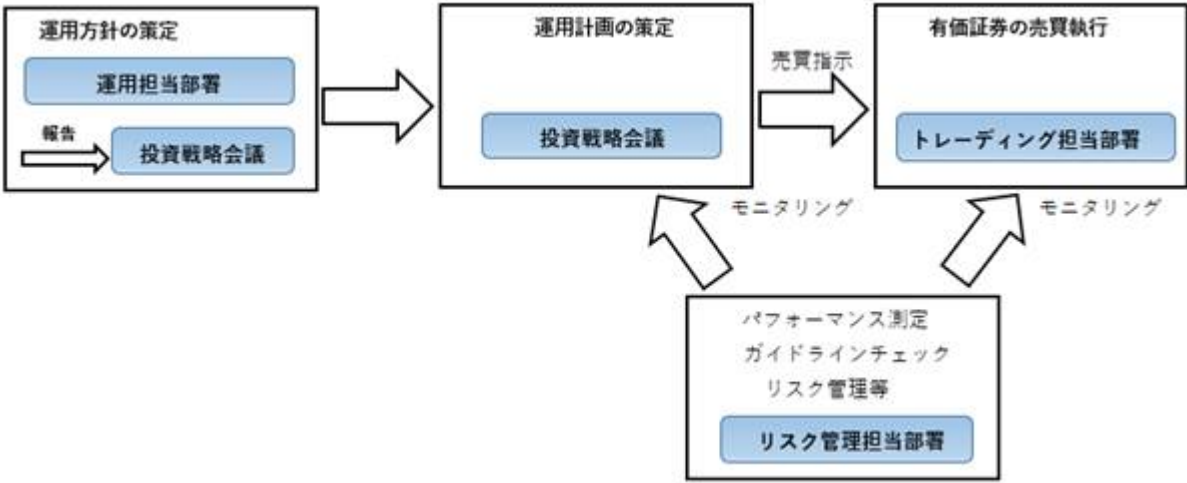 運用方針の策定
運用担当部署
報告
投資戦略会議
運用計画の策定
投資戦略会議
売買指示
有価証券の売買執行
トレーディング担当部署
モニタリング
モニタリング
パフォーマンス測定
ガイドラインチェック
リスク管理等
リスク管理担当部署